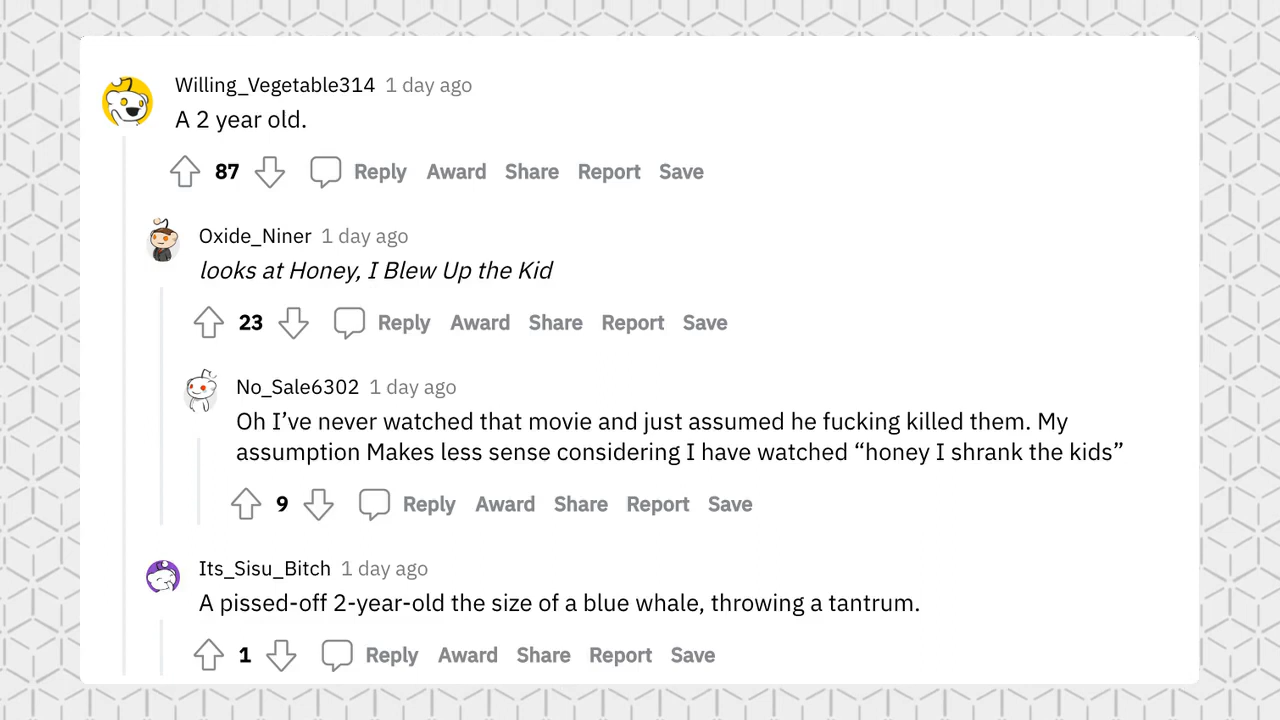 Willing_Vegetable314 1 day ago
A 2 year old.
87 Reply Award Share Report Save
Oxide_Niner 1 day ago
looks at Honey, I Blew Up the Kid
23 Reply Award Share Report Save
No_Sale6302 1 day ago
Oh I’ve never watched that movie and just assumed he fucking killed them. My
assumption Makes less sense considering I have watched “honey I shrank the kids”
9 Reply Award Share Report Save
Its_Sisu_Bitch 1 day ago
A pissed-off 2-year-old the size of a blue whale, throwing a tantrum.
1 Reply Award Share Report Save